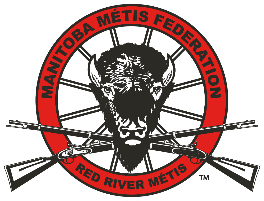 MANITOBA MÉTIS FEDERATION
RED RIVER MÉTIS
TM